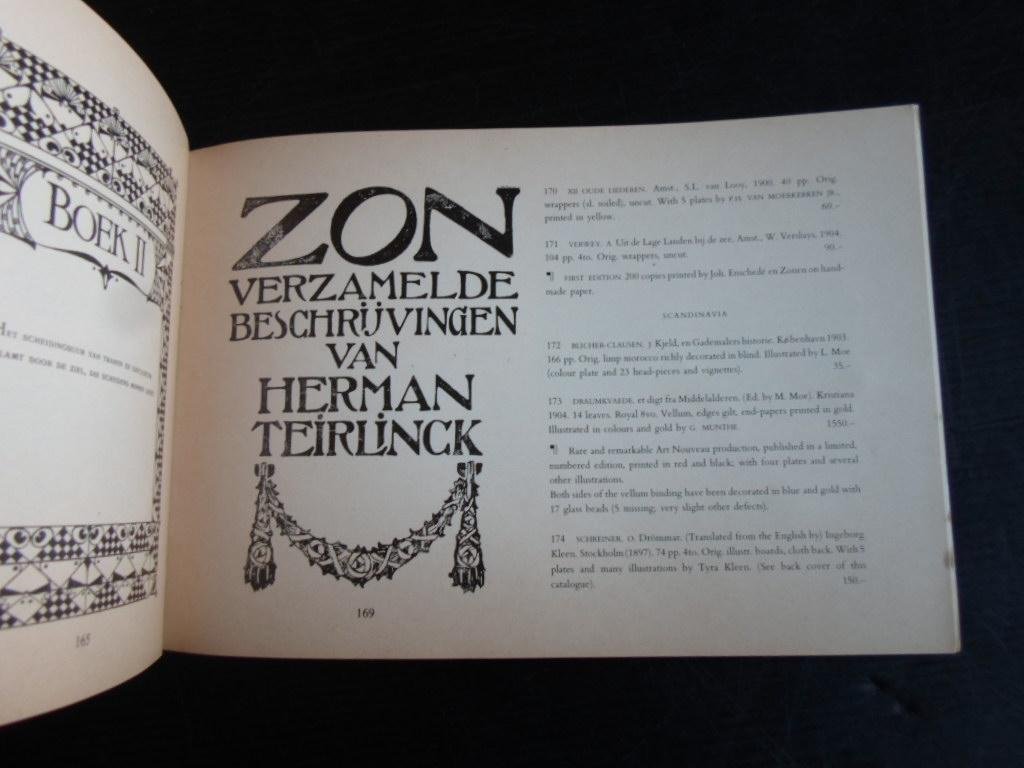 BOEK II
HET SCHEIDINGSUUR VAN
DOOR DE ZIEL, DIE
165
ZON
VERZAMELDE
BESCHRIJVINGEN
VAN
HERMAN
TEIRLINCK
169
170 XII OUDE LIEDEREN. Amst., S.L. van Looy, 1900. 40 pp. Orig.
wrappers (sl. soiled), uncut. With 5 plates by P.H. VAN MOERKERKEN JR.,
printed in yellow. 60.–
171 VERWEY, A. Uit de Lage Landen bij de zee. Amst., W. Versluys, 1904.
104 pp. 4to. Orig. wrappers, uncut. 90.–
¶ FIRST EDITION. 200 copies printed by Joh. Enschedé en Zonen on hand-
made paper.
SCANDINAVIA
172 BLICHER-CLAUSEN, J. Kjeld, en Gademalers historie. København 1903.
166 pp. Orig. limp morocco richly decorated in blind. Illustrated by L. Moe
(colour plate and 23 head-pieces and vignettes). 35.–
173 DRAUMKVAEDE, et digt fra Middelalderen. (Ed. by M. Moe). Kristiana
1904. 14 leaves. Royal 8vo. Vellum, edges gilt, end-papers printed in gold.
Illustrated in colours and gold by G. MUNTHE. 1550.–
¶ Rare and remarkable Art Nouveau production, published in a limited,
numbered edition, printed in red and black; with four plates and several
other illustrations.
Both sides of the vellum binding have been decorated in blue and gold with
17 glass beads (5 missing; very slight other defects).
174 SCHREINER, O. Drömmar. (Translated from the English by) Ingeborg
Kleen. Stockholm (1897). 74 pp. 4to. Orig. illustr. boards, cloth back. With 5
plates and many illustrations by Tyra Kleen. (See back cover of this
catalogue). 150.–